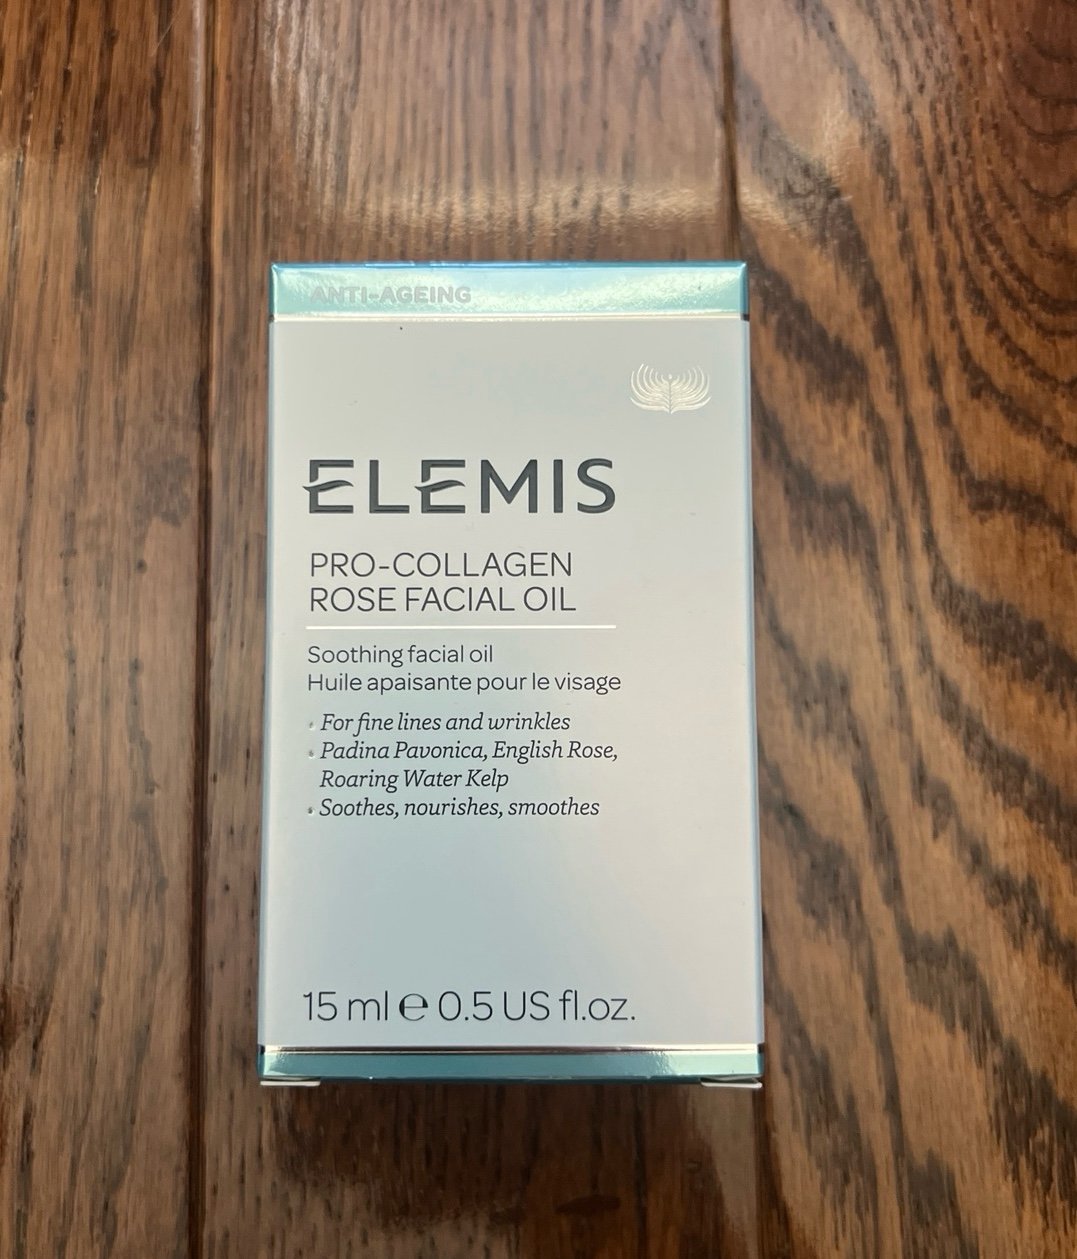 ANTI-AGEING
ELEMIS
PRO-COLLAGEN
ROSE FACIAL OIL
Soothing facial oil
Huile apaisante pour le visage
• For fine lines and wrinkles
• Padina Pavonica, English Rose,
Roaring Water Kelp
• Soothes, nourishes, smoothes
15 ml ℮ 0.5 US fl.oz.